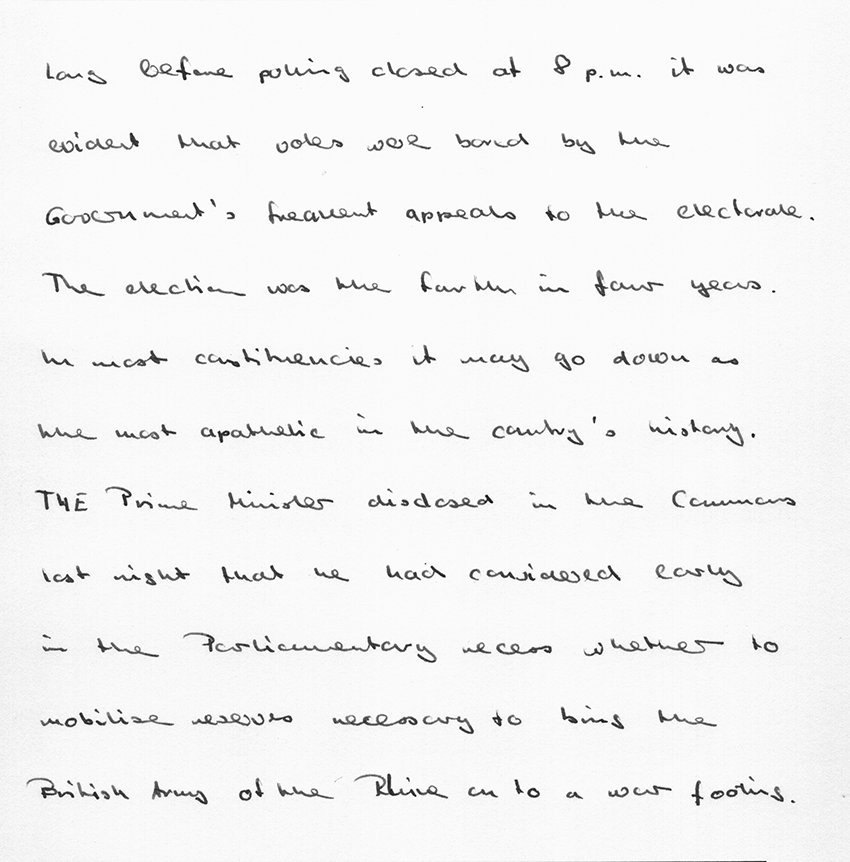 Long before polling closed at 8 p.m. it was
evident that votes were bored by the
Government's frequent appeals to the electorate.
The election was the fourth in four years.
In most constituencies it may go down as
the most apathetic in the country's history.
THE Prime Minister disclosed in the Commons
last night that he had considered early
in the Parliamentary recess whether to
mobilise reserves necessary to bring the
British Army of the Rhine on to a war footing.